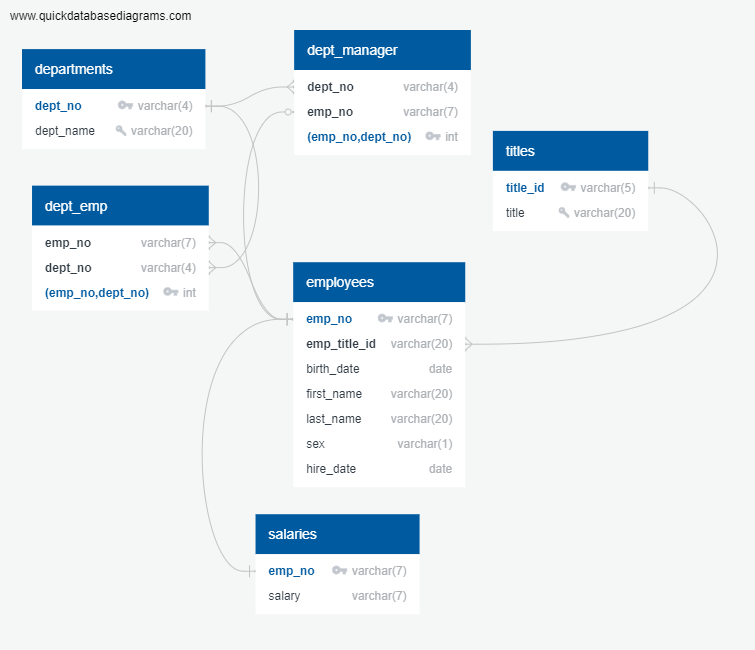 www.quickdatabasediagrams.com
departments
dept_no varchar(4)
dept_name varchar(20)
dept_manager
dept_no varchar(4)
emp_no varchar(7)
(emp_no,dept_no) int
titles
title_id varchar(5)
title varchar(20)
dept_emp
emp_no varchar(7)
dept_no varchar(4)
(emp_no,dept_no) int
employees
emp_no varchar(7)
emp_title_id varchar(20)
birth_date date
first_name varchar(20)
last_name varchar(20)
sex varchar(1)
hire_date date
salaries
emp_no varchar(7)
salary varchar(7)